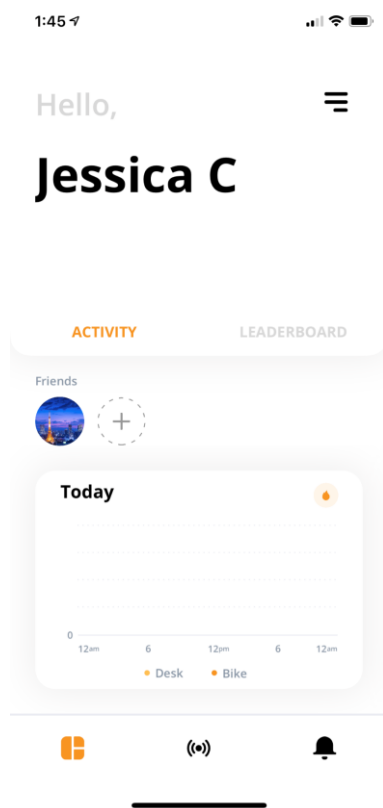 1:45
Hello,
Jessica C
ACTIVITY LEADERBOARD
Friends
Today
0
12am 6 12pm 6 12am
Desk Bike